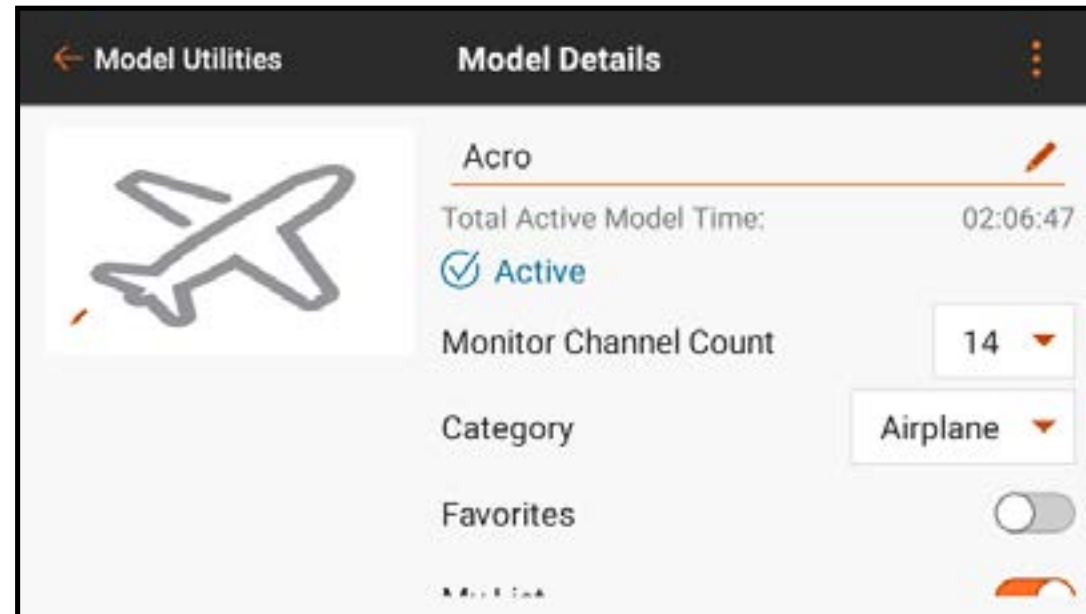 Model Utilities
Model Details
Acro
Total Active Model Time: 02:06:47
Active
Monitor Channel Count 14
Category Airplane
Favorites